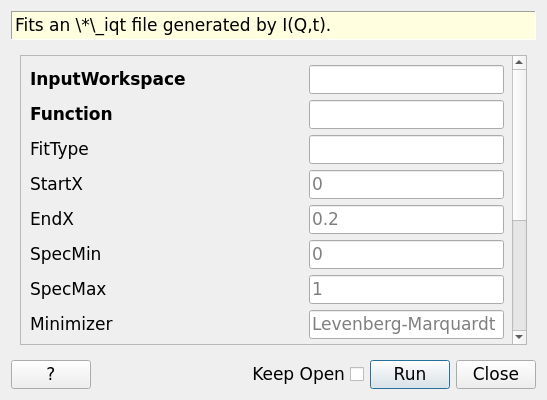 Fits an \*\_iqt file generated by I(Q,t).
InputWorkspace
Function
FitType
StartX 0
EndX 0.2
SpecMin 0
SpecMax 1
Minimizer Levenberg-Marquardt
? Keep Open Run Close